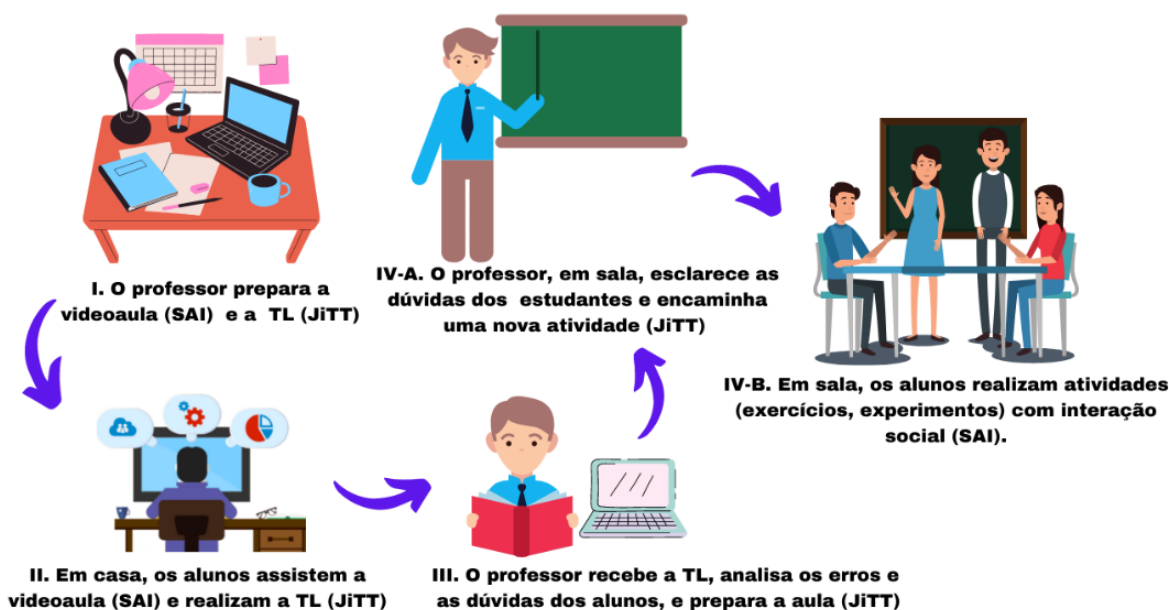 I. O professor prepara a
videoaula (SAI) e a TL (JiTT)
II. Em casa, os alunos assistem a
videoaula (SAI) e realizam a TL (JiTT)
III. O professor recebe a TL, analisa os erros e
as dúvidas dos alunos, e prepara a aula (JiTT)
IV-A. O professor, em sala, esclarece as
dúvidas dos estudantes e encaminha
uma nova atividade (JiTT)
IV-B. Em sala, os alunos realizam atividades
(exercícios, experimentos) com interação
social (SAI).